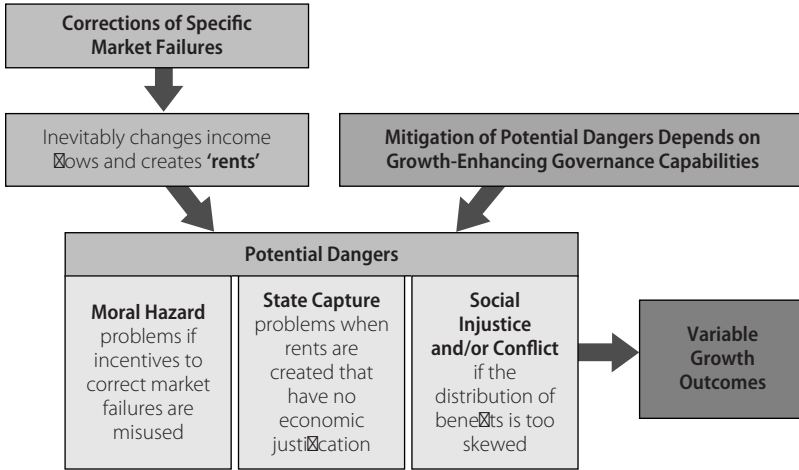 Corrections of Specific
Market Failures
Inevitably changes income
☒ows and creates 'rents'
Mitigation of Potential Dangers Depends on
Growth-Enhancing Governance Capabilities
Potential Dangers
Moral Hazard
problems if
incentives to
correct market
failures are
misused
State Capture
problems when
rents are
created that
have no
economic
justi☒cation
Social
Injustice
and/or Conflict
if the
distribution of
bene☒ts is too
skewed
Variable
Growth
Outcomes